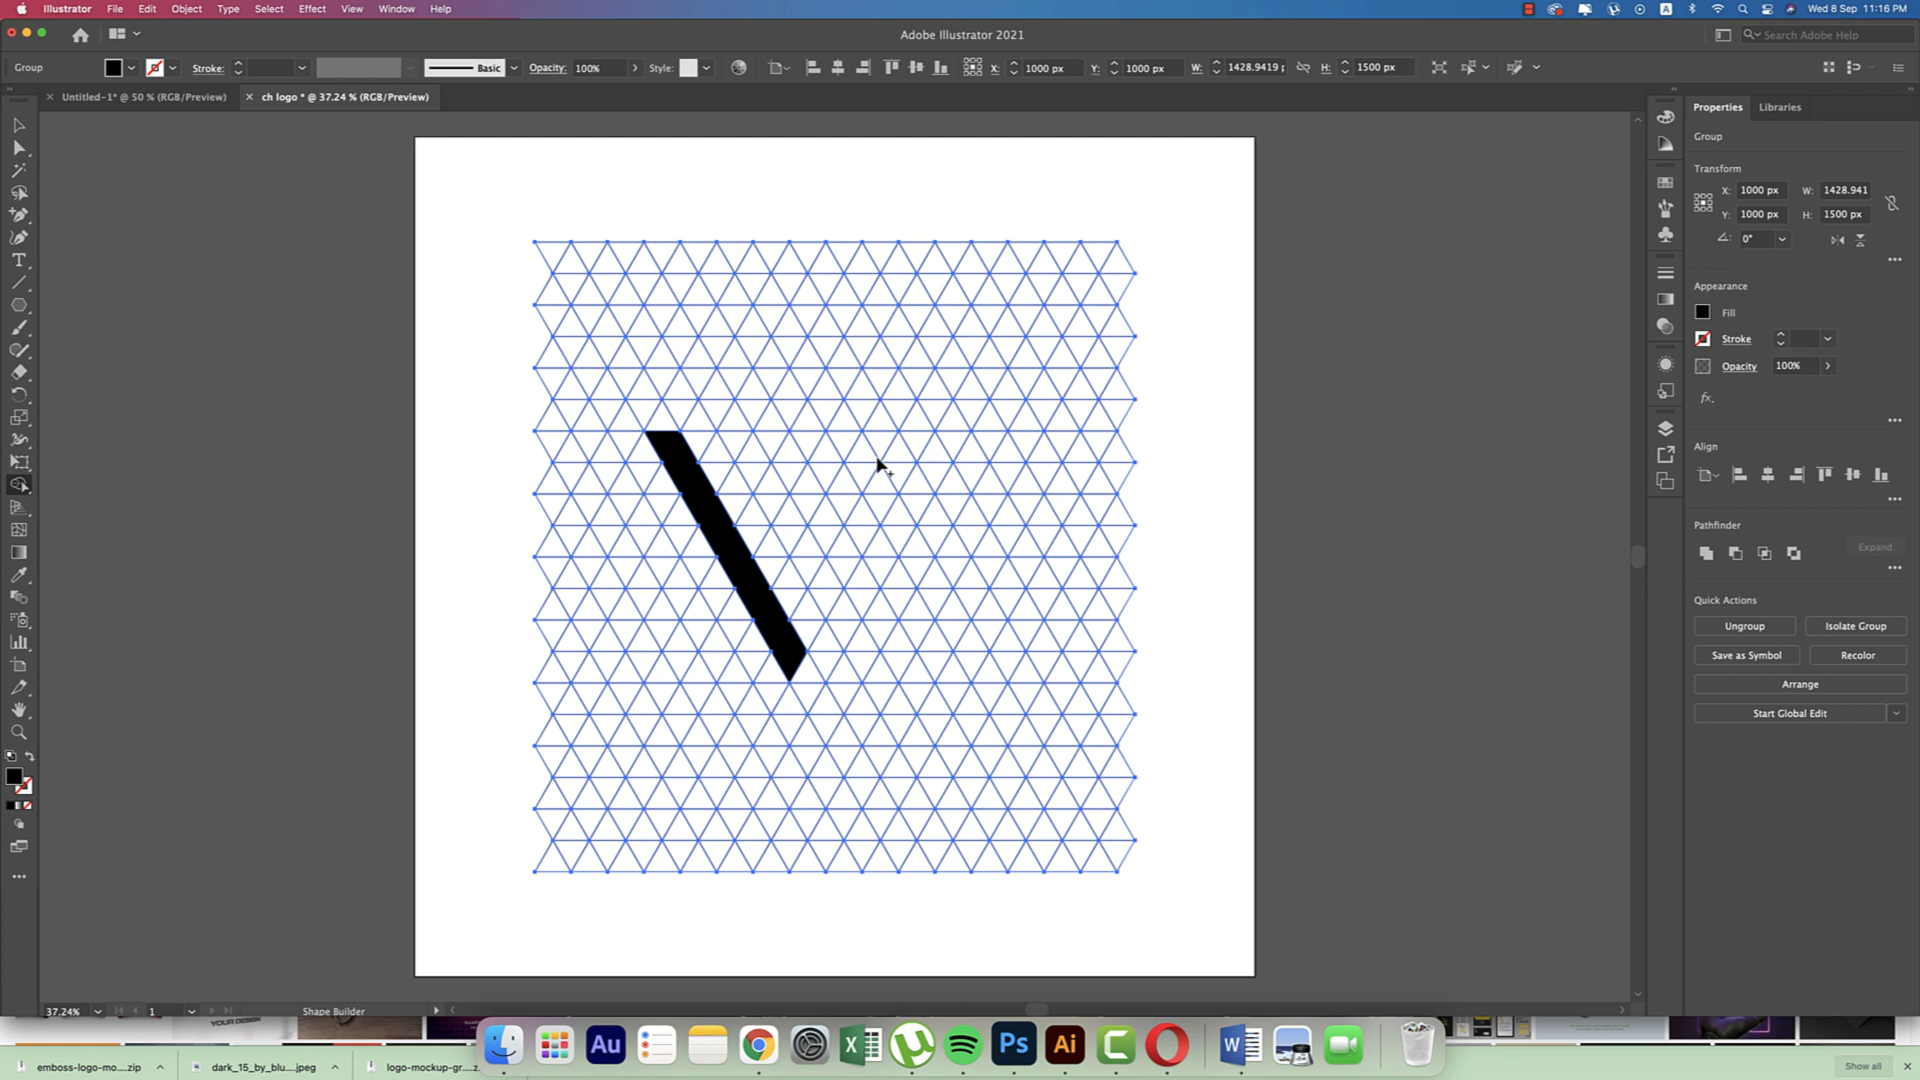 Illustrator File Edit Object Type Select Effect View Window Help
A Wed 8 Sep 11:16 PM
Adobe Illustrator 2021
Search Adobe Help
Group Stroke: Basic Opacity: 100% Style: X: 1000 px Y: 1000 px W: 1428.9419 p H: 1500 px
Untitled-1* @ 50 % (RGB/Preview) ch logo * @ 37.24 % (RGB/Preview)
Properties Libraries
Group
Transform
X: 1000 px W: 1428.941
Y: 1000 px H: 1500 px
0°
Appearance
Fill
Stroke
Opacity 100%
fx.
Align
Pathfinder
Expand
Quick Actions
Ungroup Isolate Group
Save as Symbol Recolor
Arrange
Start Global Edit
37.24% 1 Shape Builder
YOUR DESIGN
Au X W Ps Ai C
emboss-logo-mo....zip dark_15_by_blu....jpeg logo-mockup-gr....z
Show all